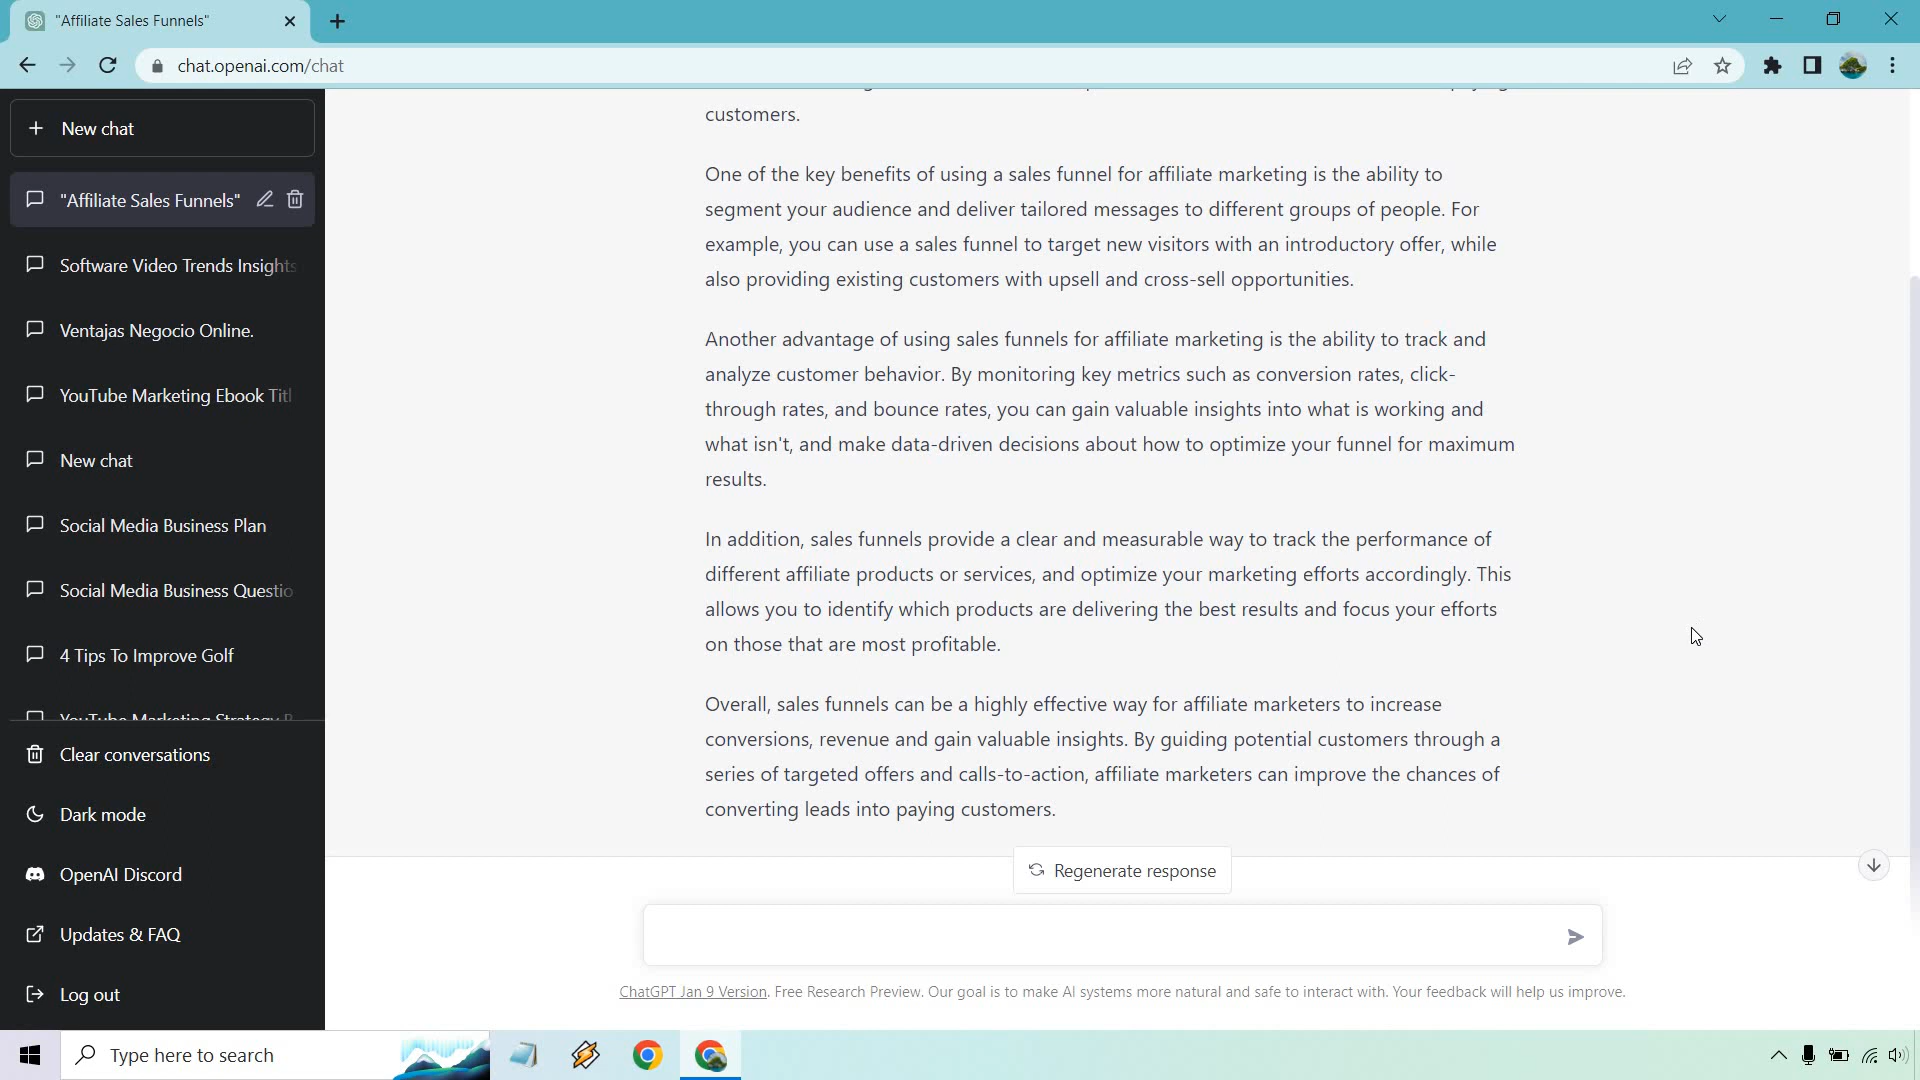 "Affiliate Sales Funnels"
chat.openai.com/chat
New chat
"Affiliate Sales Funnels"
Software Video Trends Insights
Ventajas Negocio Online.
YouTube Marketing Ebook Titl
New chat
Social Media Business Plan
Social Media Business Questio
4 Tips To Improve Golf
YouTube Marketing Strategy
Clear conversations
Dark mode
OpenAI Discord
Updates & FAQ
Log out
customers.
One of the key benefits of using a sales funnel for affiliate marketing is the ability to
segment your audience and deliver tailored messages to different groups of people. For
example, you can use a sales funnel to target new visitors with an introductory offer, while
also providing existing customers with upsell and cross-sell opportunities.
Another advantage of using sales funnels for affiliate marketing is the ability to track and
analyze customer behavior. By monitoring key metrics such as conversion rates, click-
through rates, and bounce rates, you can gain valuable insights into what is working and
what isn't, and make data-driven decisions about how to optimize your funnel for maximum
results.
In addition, sales funnels provide a clear and measurable way to track the performance of
different affiliate products or services, and optimize your marketing efforts accordingly. This
allows you to identify which products are delivering the best results and focus your efforts
on those that are most profitable.
Overall, sales funnels can be a highly effective way for affiliate marketers to increase
conversions, revenue and gain valuable insights. By guiding potential customers through a
series of targeted offers and calls-to-action, affiliate marketers can improve the chances of
converting leads into paying customers.
Regenerate response
ChatGPT Jan 9 Version. Free Research Preview. Our goal is to make AI systems more natural and safe to interact with. Your feedback will help us improve.
Type here to search